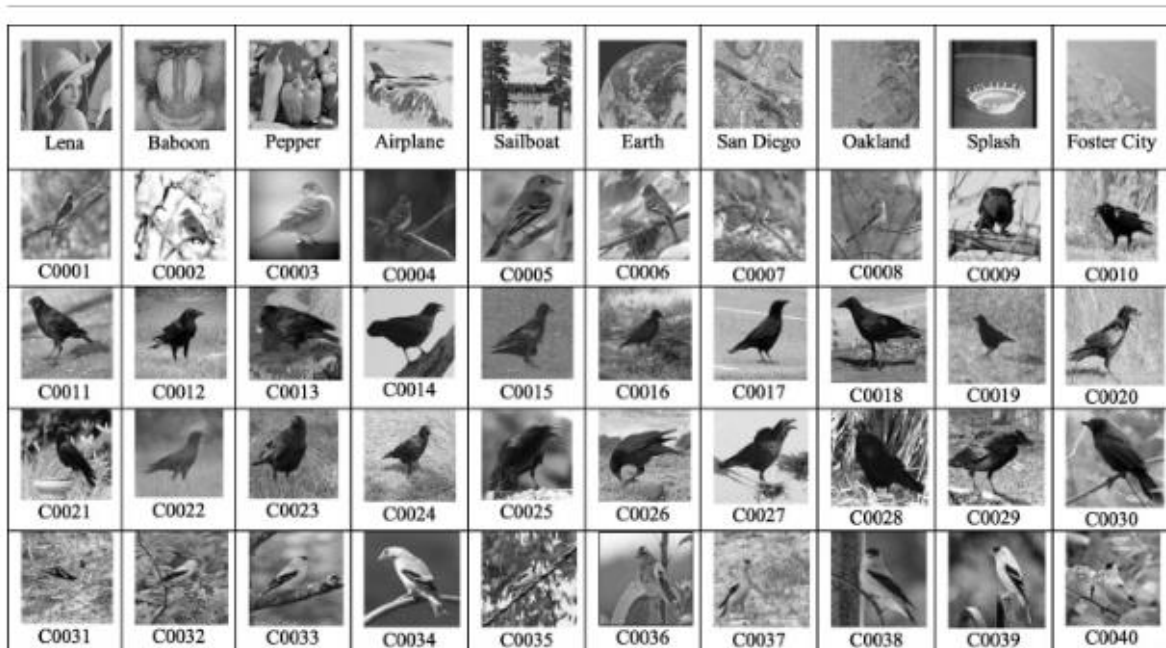 Lena Baboon Pepper Airplane Sailboat Earth San Diego Oakland Splash Foster City
C0001 C0002 C0003 C0004 C0005 C0006 C0007 C0008 C0009 C0010
C0011 C0012 C0013 C0014 C0015 C0016 C0017 C0018 C0019 C0020
C0021 C0022 C0023 C0024 C0025 C0026 C0027 C0028 C0029 C0030
C0031 C0032 C0033 C0034 C0035 C0036 C0037 C0038 C0039 C0040